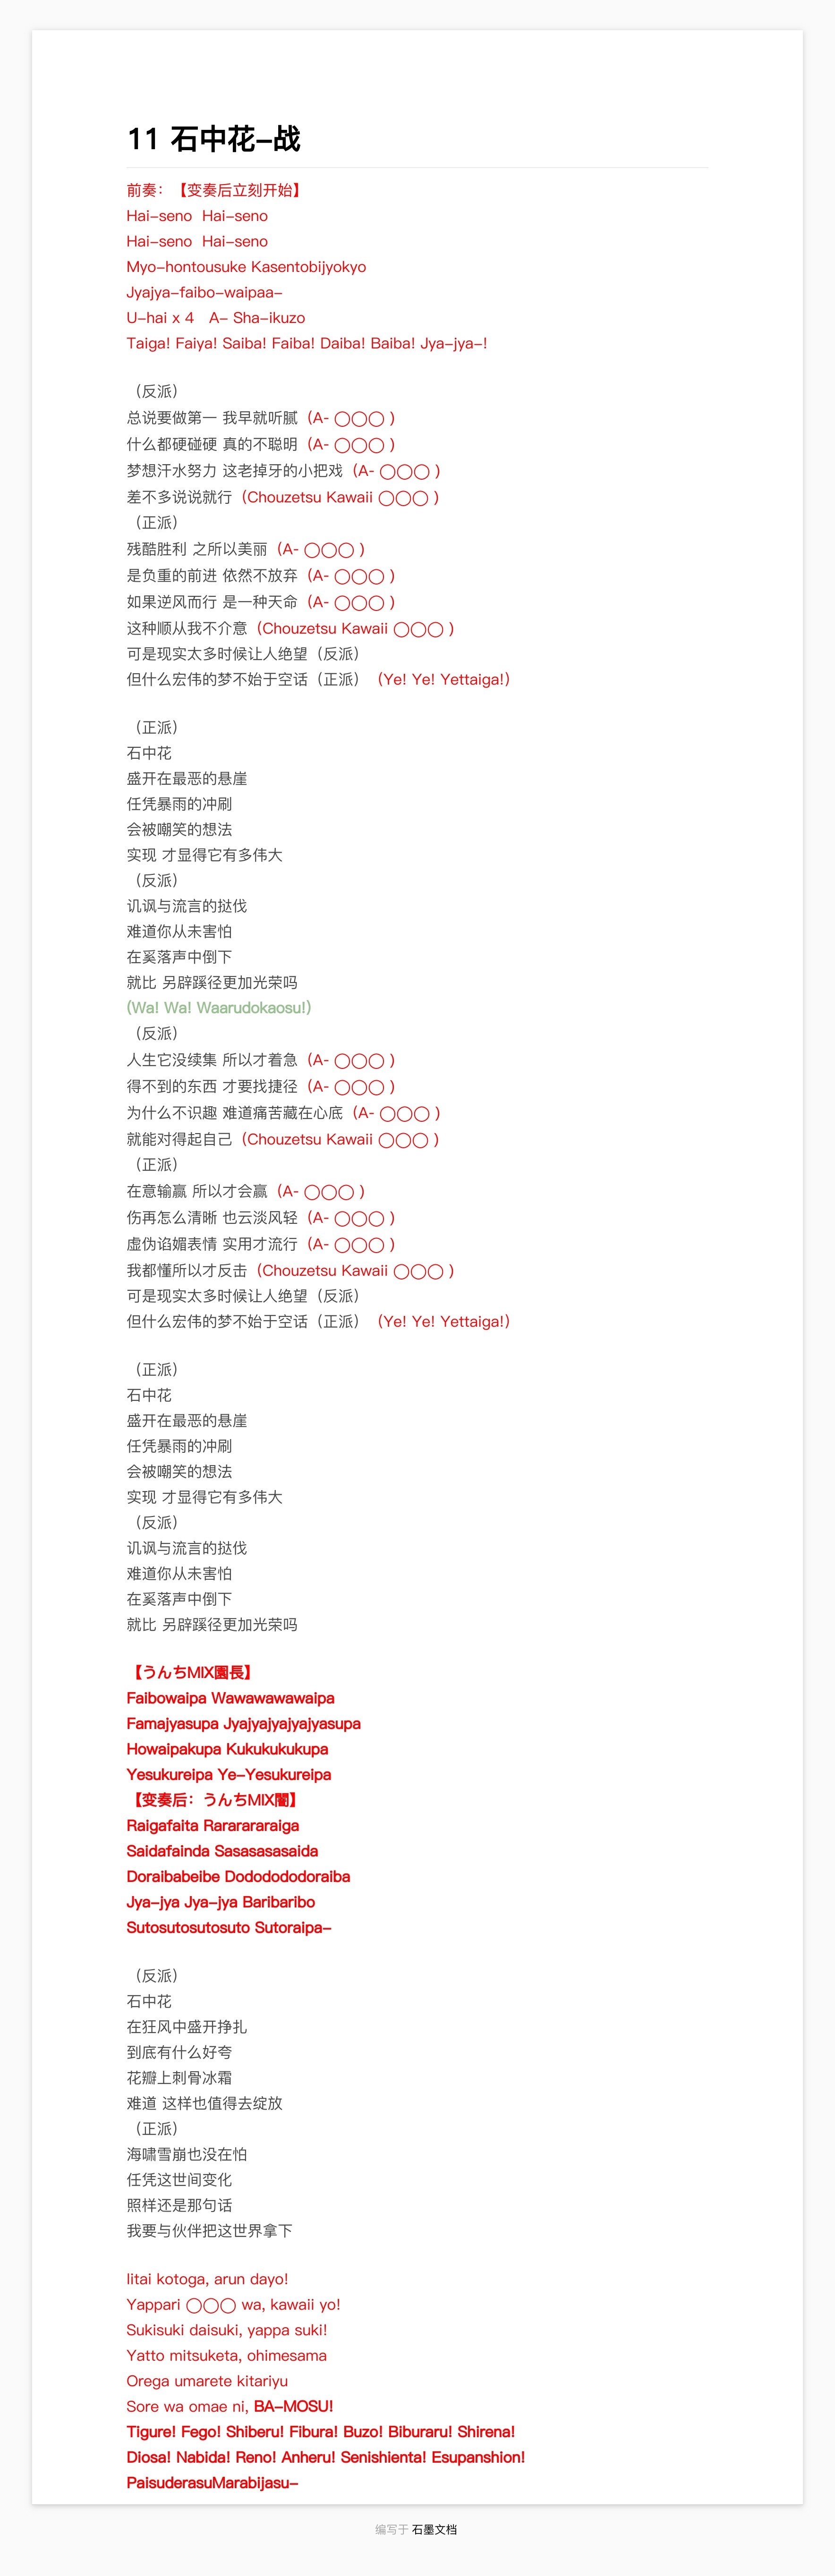 11 石中花-战
前奏：【变奏后立刻开始】
Hai-seno  Hai-seno
Hai-seno  Hai-seno
Myo-hontousuke Kasentobijyokyo
Jyajya-faibo-waipaa-
U-hai x 4   A- Sha-ikuzo
Taiga! Faiya! Saiba! Faiba! Daiba! Baiba! Jya-jya-!
（反派）
总说要做第一 我早就听腻（A- ◯◯◯ ）
什么都硬碰硬 真的不聪明（A- ◯◯◯ ）
梦想汗水努力 这老掉牙的小把戏（A- ◯◯◯ ）
差不多说说就行（Chouzetsu Kawaii ◯◯◯ ）
（正派）
残酷胜利 之所以美丽（A- ◯◯◯ ）
是负重的前进 依然不放弃（A- ◯◯◯ ）
如果逆风而行 是一种天命（A- ◯◯◯ ）
这种顺从我不介意（Chouzetsu Kawaii ◯◯◯ ）
可是现实太多时候让人绝望（反派）
但什么宏伟的梦不始于空话（正派）（Ye! Ye! Yettaiga!）
（正派）
石中花
盛开在最恶的悬崖
任凭暴雨的冲刷
会被嘲笑的想法
实现 才显得它有多伟大
（反派）
讥讽与流言的挞伐
难道你从未害怕
在奚落声中倒下
就比 另辟蹊径更加光荣吗
(Wa! Wa! Waarudokaosu!)
（反派）
人生它没续集 所以才着急（A- ◯◯◯ ）
得不到的东西 才要找捷径（A- ◯◯◯ ）
为什么不识趣 难道痛苦藏在心底（A- ◯◯◯ ）
就能对得起自己（Chouzetsu Kawaii ◯◯◯ ）
（正派）
在意输赢 所以才会赢（A- ◯◯◯ ）
伤再怎么清晰 也云淡风轻（A- ◯◯◯ ）
虚伪谄媚表情 实用才流行（A- ◯◯◯ ）
我都懂所以才反击（Chouzetsu Kawaii ◯◯◯ ）
可是现实太多时候让人绝望（反派）
但什么宏伟的梦不始于空话（正派）（Ye! Ye! Yettaiga!）
（正派）
石中花
盛开在最恶的悬崖
任凭暴雨的冲刷
会被嘲笑的想法
实现 才显得它有多伟大
（反派）
讥讽与流言的挞伐
难道你从未害怕
在奚落声中倒下
就比 另辟蹊径更加光荣吗
【うんちMIX園長】
Faibowaipa Wawawawawaipa
Famajyasupa Jyajyajyajyajyasupa
Howaipakupa Kukukukukupa
Yesukureipa Ye-Yesukureipa
【变奏后：うんちMIX闇】
Raigafaita Rararararaiga
Saidafainda Sasasasasaida
Doraibabeibe Dododododoraiba
Jya-jya Jya-jya Baribaribo
Sutosutosutosuto Sutoraipa-
（反派）
石中花
在狂风中盛开挣扎
到底有什么好夸
花瓣上刺骨冰霜
难道 这样也值得去绽放
（正派）
海啸雪崩也没在怕
任凭这世间变化
照样还是那句话
我要与伙伴把这世界拿下
Iitai kotoga, arun dayo!
Yappari ◯◯◯ wa, kawaii yo!
Sukisuki daisuki, yappa suki!
Yatto mitsuketa, ohimesama
Orega umarete kitariyu
Sore wa omae ni, BA-MOSU!
Tigure! Fego! Shiberu! Fibura! Buzo! Biburaru! Shirena!
Diosa! Nabida! Reno! Anheru! Senishienta! Esupanshion!
PaisuderasuMarabijasu-
编写于 石墨文档